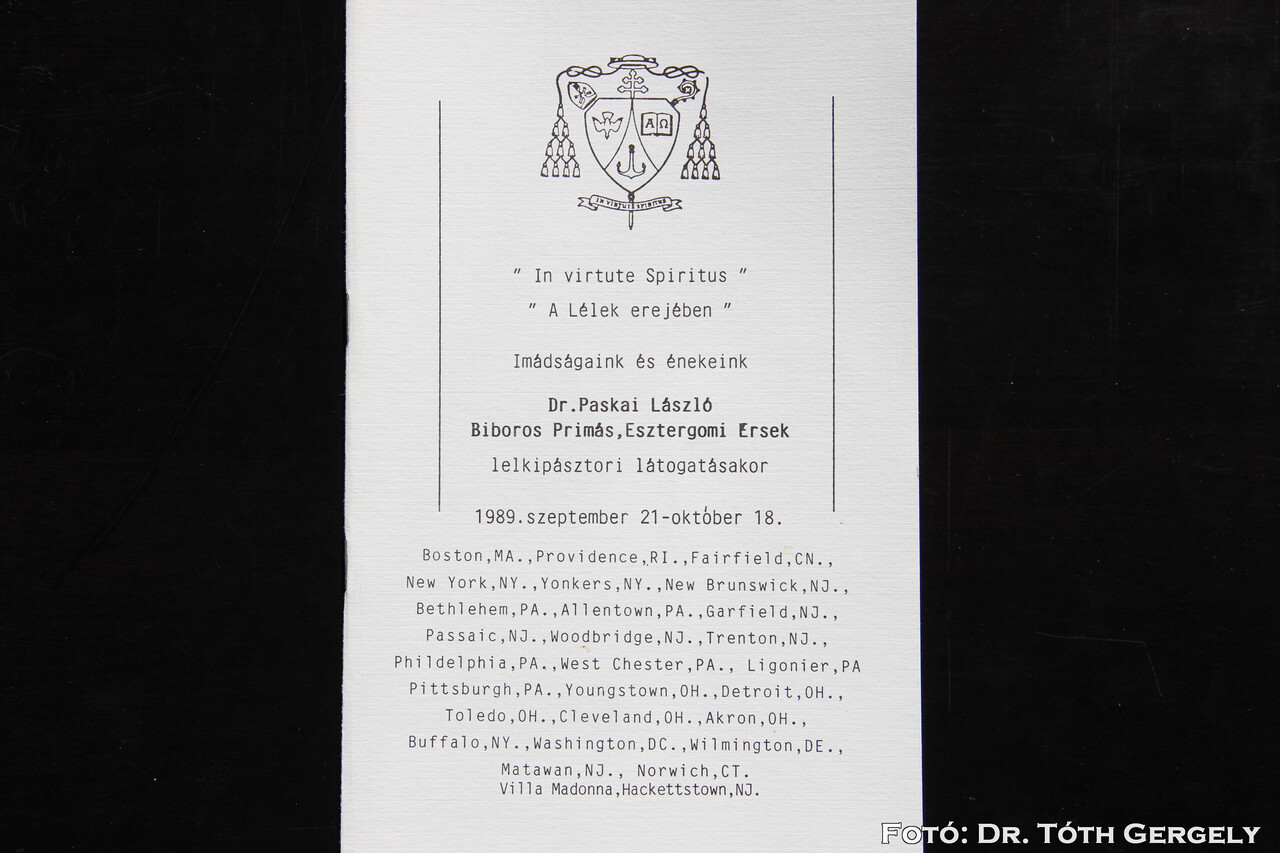 A Ω
IN VIRTUTE SPIRITUS
" In virtute Spiritus "
" A Lélek erejében "
Imádságaink és énekeink
Dr.Paskai László
Biboros Primás,Esztergomi Ersek
lelkipásztori látogatásakor
1989.szeptember 21-október 18.
Boston,MA.,Providence,RI.,Fairfield,CN.,
New York,NY.,Yonkers,NY.,New Brunswick,NJ.,
Bethlehem,PA.,Allentown,PA.,Garfield,NJ.,
Passaic,NJ.,Woodbridge,NJ.,Trenton,NJ.,
Phildelphia,PA.,West Chester,PA., Ligonier,PA
Pittsburgh,PA.,Youngstown,OH.,Detroit,OH.,
Toledo,OH.,Cleveland,OH.,Akron,OH.,
Buffalo,NY.,Washington,DC.,Wilmington,DE.,
Matawan,NJ., Norwich,CT.
Villa Madonna,Hackettstown,NJ.
Fotó: Dr. Tóth Gergely